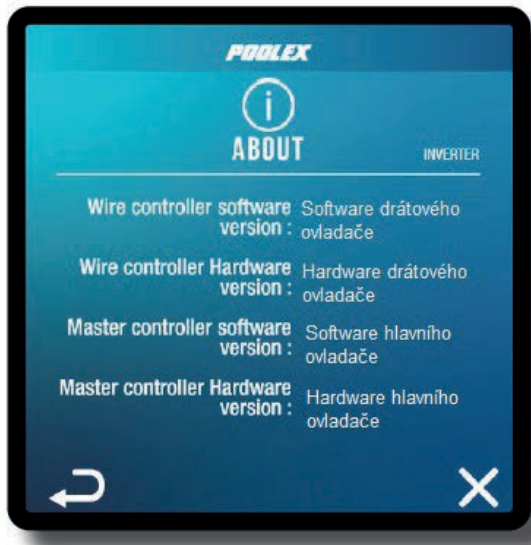 POOLEX
i
ABOUT
INVERTER
Wire controller software Software drátového
version : ovladače
Wire controller Hardware Hardware drátového
version : ovladače
Master controller software Software hlavního
version : ovladače
Master controller Hardware Hardware hlavního
version : ovladače